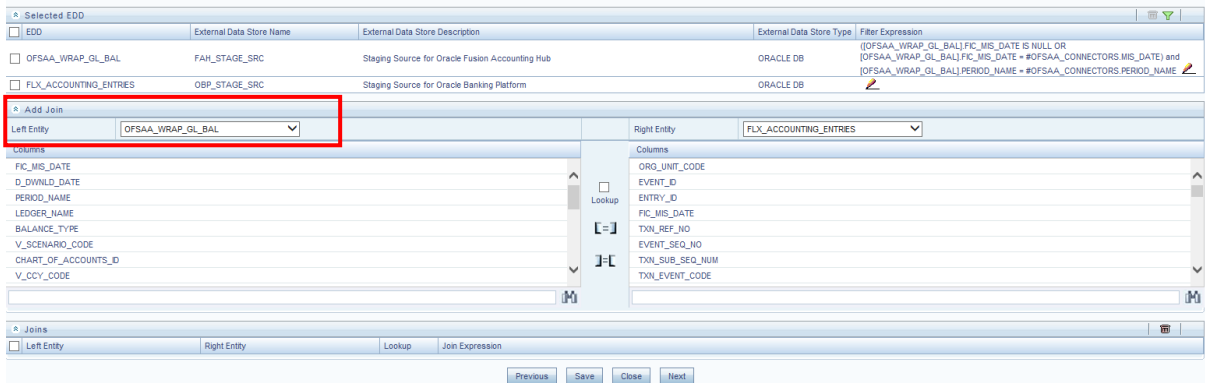 Selected EDD
EDD External Data Store Name External Data Store Description External Data Store Type Filter Expression
OFSAA_WRAP_GL_BAL FAH_STAGE_SRC Staging Source for Oracle Fusion Accounting Hub ORACLE DB ([OFSAA_WRAP_GL_BAL].FIC_MIS_DATE IS NULL OR
[OFSAA_WRAP_GL_BAL].FIC_MIS_DATE = #OFSAA_CONNECTORS.MIS_DATE) and
[OFSAA_WRAP_GL_BAL].PERIOD_NAME = #OFSAA_CONNECTORS.PERIOD_NAME
FLX_ACCOUNTING_ENTRIES OBP_STAGE_SRC Staging Source for Oracle Banking Platform ORACLE DB
Add Join
Left Entity OFSAA_WRAP_GL_BAL Right Entity FLX_ACCOUNTING_ENTRIES
Columns Columns
FIC_MIS_DATE ORG_UNIT_CODE
D_DWNLD_DATE EVENT_ID
PERIOD_NAME Lookup ENTRY_ID
LEDGER_NAME FIC_MIS_DATE
BALANCE_TYPE [=] TXN_REF_NO
V_SCENARIO_CODE EVENT_SEQ_NO
CHART_OF_ACCOUNTS_ID ]=[ TXN_SUB_SEQ_NUM
V_CCY_CODE TXN_EVENT_CODE
Joins
Left Entity Right Entity Lookup Join Expression
Previous Save Close Next